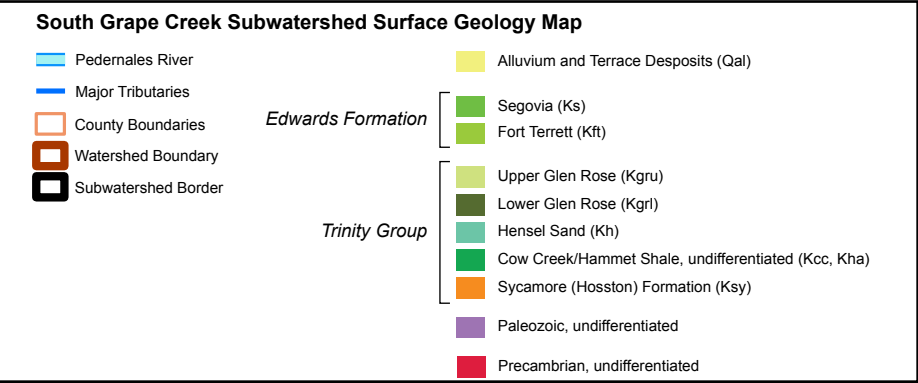 South Grape Creek Subwatershed Surface Geology Map
Pedernales River
Major Tributaries
County Boundaries
Watershed Boundary
Subwatershed Border
Alluvium and Terrace Desposits (Qal)
Edwards Formation
Segovia (Ks)
Fort Terrett (Kft)
Trinity Group
Upper Glen Rose (Kgru)
Lower Glen Rose (Kgrl)
Hensel Sand (Kh)
Cow Creek/Hammet Shale, undifferentiated (Kcc, Kha)
Sycamore (Hosston) Formation (Ksy)
Paleozoic, undifferentiated
Precambrian, undifferentiated